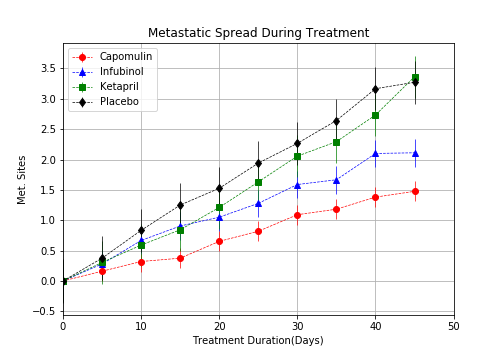 Metastatic Spread During Treatment
Capomulin
Infubinol
Ketapril
Placebo
Met. Sites
3.5
3.0
2.5
2.0
1.5
1.0
0.5
0.0
−0.5
0 10 20 30 40 50
Treatment Duration(Days)